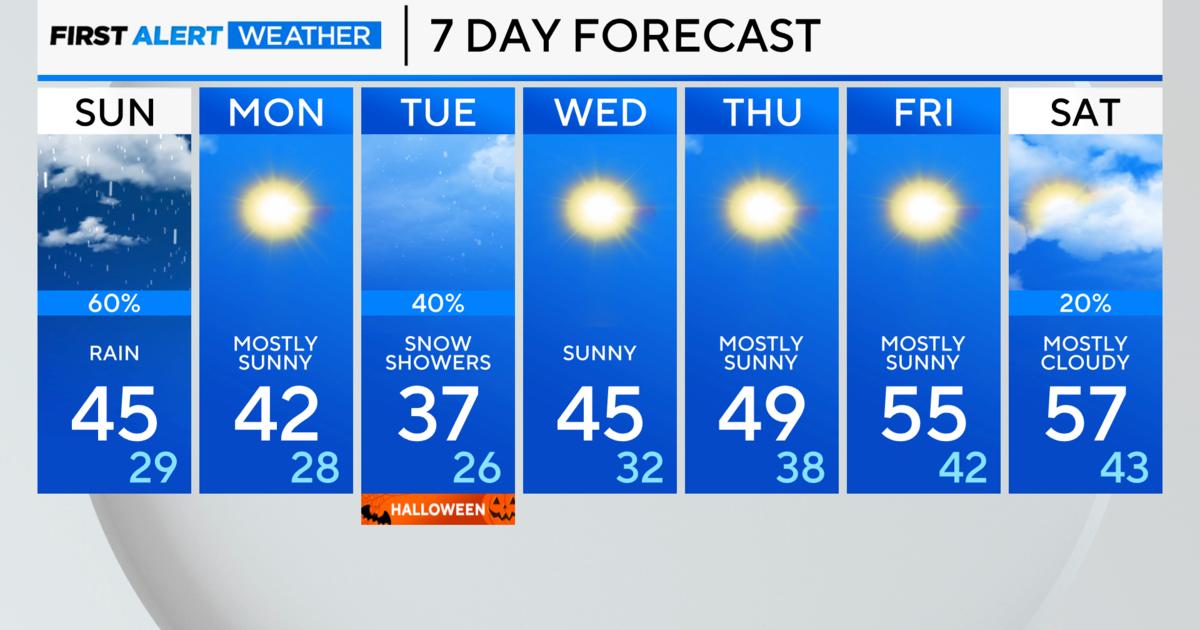 FIRST ALERT WEATHER
7 DAY FORECAST
SUN
60%
RAIN
45
29
MON
MOSTLY
SUNNY
42
28
TUE
40%
SNOW
SHOWERS
37
26
HALLOWEEN
WED
SUNNY
45
32
THU
MOSTLY
SUNNY
49
38
FRI
MOSTLY
SUNNY
55
42
SAT
20%
MOSTLY
CLOUDY
57
43